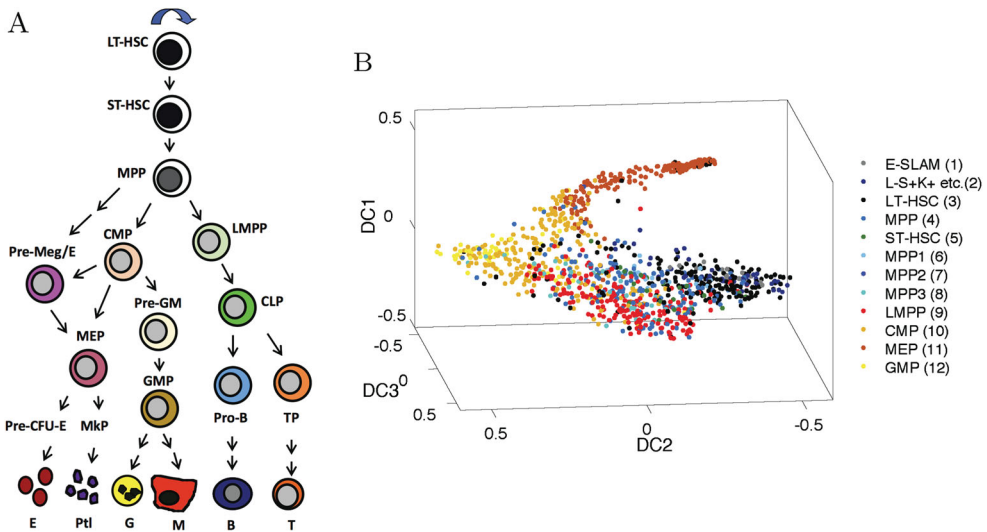 A
LT-HSC
ST-HSC
MPP
LMPP
Pre-Meg/E
CMP
Pre-GM
CLP
MEP
GMP
Pro-B
TP
Pre-CFU-E
MkP
E
Ptl
G
M
B
T
B
0.5
DC1
0
-0.5
-0.5
DC3
0
0.5
0.5
0
-0.5
DC2
E-SLAM (1)
L-S+K+ etc.(2)
LT-HSC (3)
MPP (4)
ST-HSC (5)
MPP1 (6)
MPP2 (7)
MPP3 (8)
LMPP (9)
CMP (10)
MEP (11)
GMP (12)